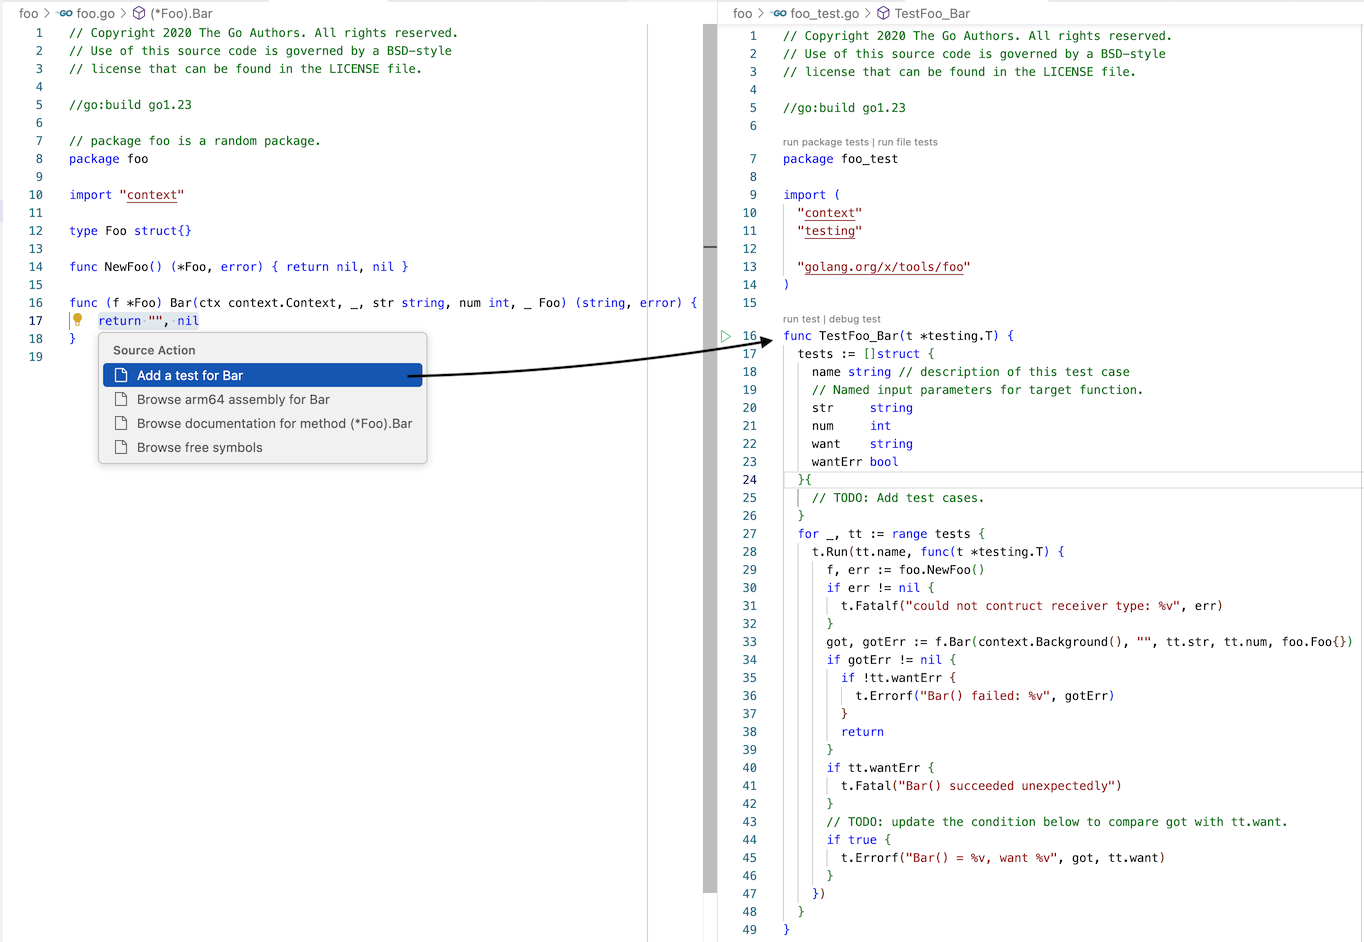 foo > GO foo.go > (*Foo).Bar
1 // Copyright 2020 The Go Authors. All rights reserved.
2 // Use of this source code is governed by a BSD-style
3 // license that can be found in the LICENSE file.
4
5 //go:build go1.23
6
7 // package foo is a random package.
8 package foo
9
10 import "context"
11
12 type Foo struct{}
13
14 func NewFoo() (*Foo, error) { return nil, nil }
15
16 func (f *Foo) Bar(ctx context.Context, _, str string, num int, _ Foo) (string, error) {
17 return "", nil
18 }
19
Source Action
Add a test for Bar
Browse arm64 assembly for Bar
Browse documentation for method (*Foo).Bar
Browse free symbols
foo > GO foo_test.go > TestFoo_Bar
1 // Copyright 2020 The Go Authors. All rights reserved.
2 // Use of this source code is governed by a BSD-style
3 // license that can be found in the LICENSE file.
4
5 //go:build go1.23
6
run package tests | run file tests
7 package foo_test
8
9 import (
10 "context"
11 "testing"
12
13 "golang.org/x/tools/foo"
14 )
15
run test | debug test
16 func TestFoo_Bar(t *testing.T) {
17 tests := []struct {
18 name string // description of this test case
19 // Named input parameters for target function.
20 str string
21 num int
22 want string
23 wantErr bool
24 }{
25 // TODO: Add test cases.
26 }
27 for _, tt := range tests {
28 t.Run(tt.name, func(t *testing.T) {
29 f, err := foo.NewFoo()
30 if err != nil {
31 t.Fatalf("could not contruct receiver type: %v", err)
32 }
33 got, gotErr := f.Bar(context.Background(), "", tt.str, tt.num, foo.Foo{})
34 if gotErr != nil {
35 if !tt.wantErr {
36 t.Errorf("Bar() failed: %v", gotErr)
37 }
38 return
39 }
40 if tt.wantErr {
41 t.Fatal("Bar() succeeded unexpectedly")
42 }
43 // TODO: update the condition below to compare got with tt.want.
44 if true {
45 t.Errorf("Bar() = %v, want %v", got, tt.want)
46 }
47 })
48 }
49 }